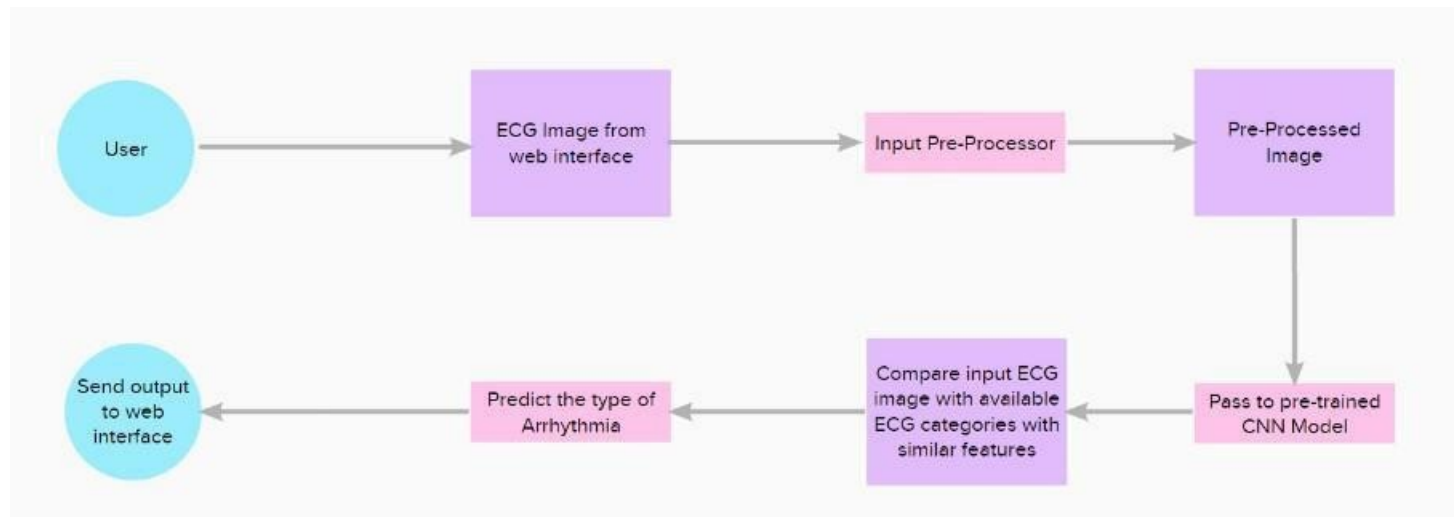 User
ECG Image from
web interface
Input Pre-Processor
Pre-Processed
Image
Pass to pre-trained
CNN Model
Compare input ECG
image with available
ECG categories with
similar features
Predict the type of
Arrhythmia
Send output
to web
interface